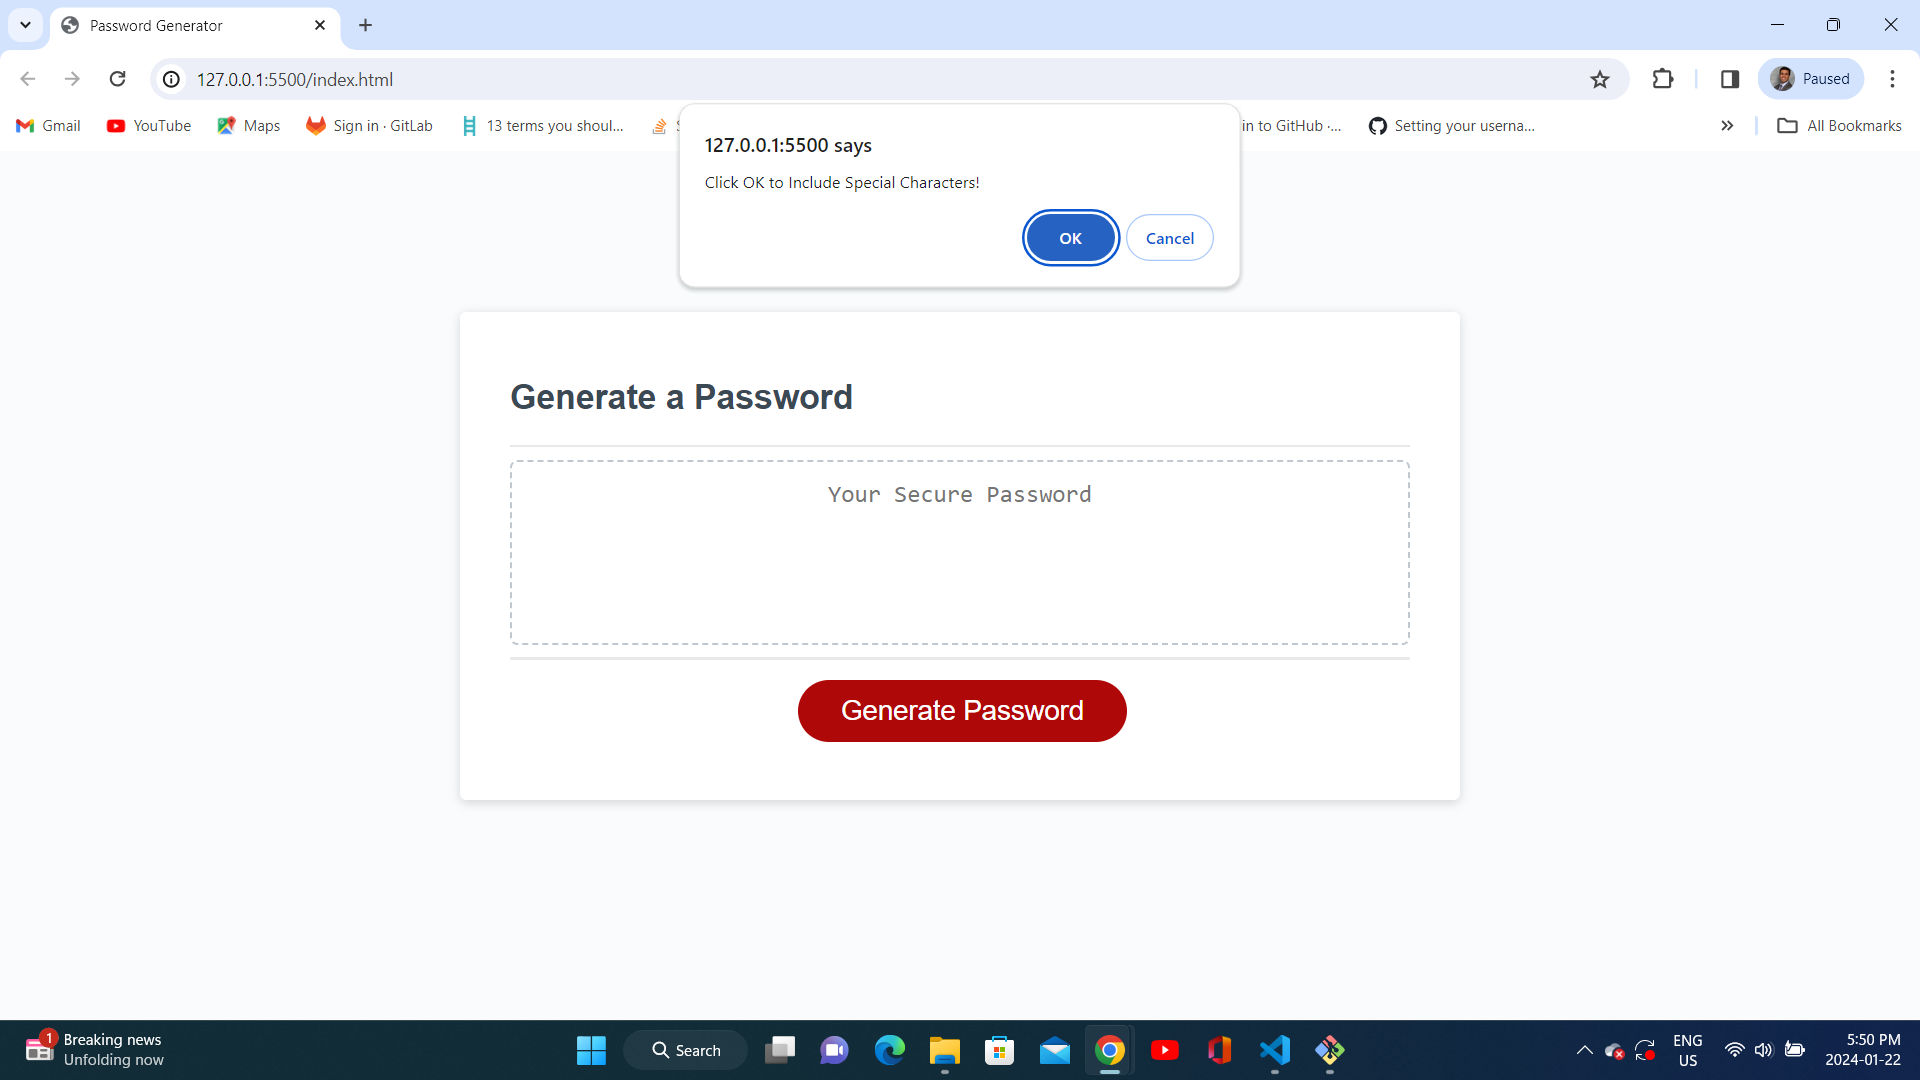 Password Generator
127.0.0.1:5500/index.html
Paused
Gmail
YouTube
Maps
Sign in · GitLab
13 terms you shoul...
in to GitHub ·...
Setting your userna...
All Bookmarks
127.0.0.1:5500 says
Click OK to Include Special Characters!
OK
Cancel
Generate a Password
Your Secure Password
Generate Password
1
Breaking news
Unfolding now
Search
ENG
US
5:50 PM
2024-01-22